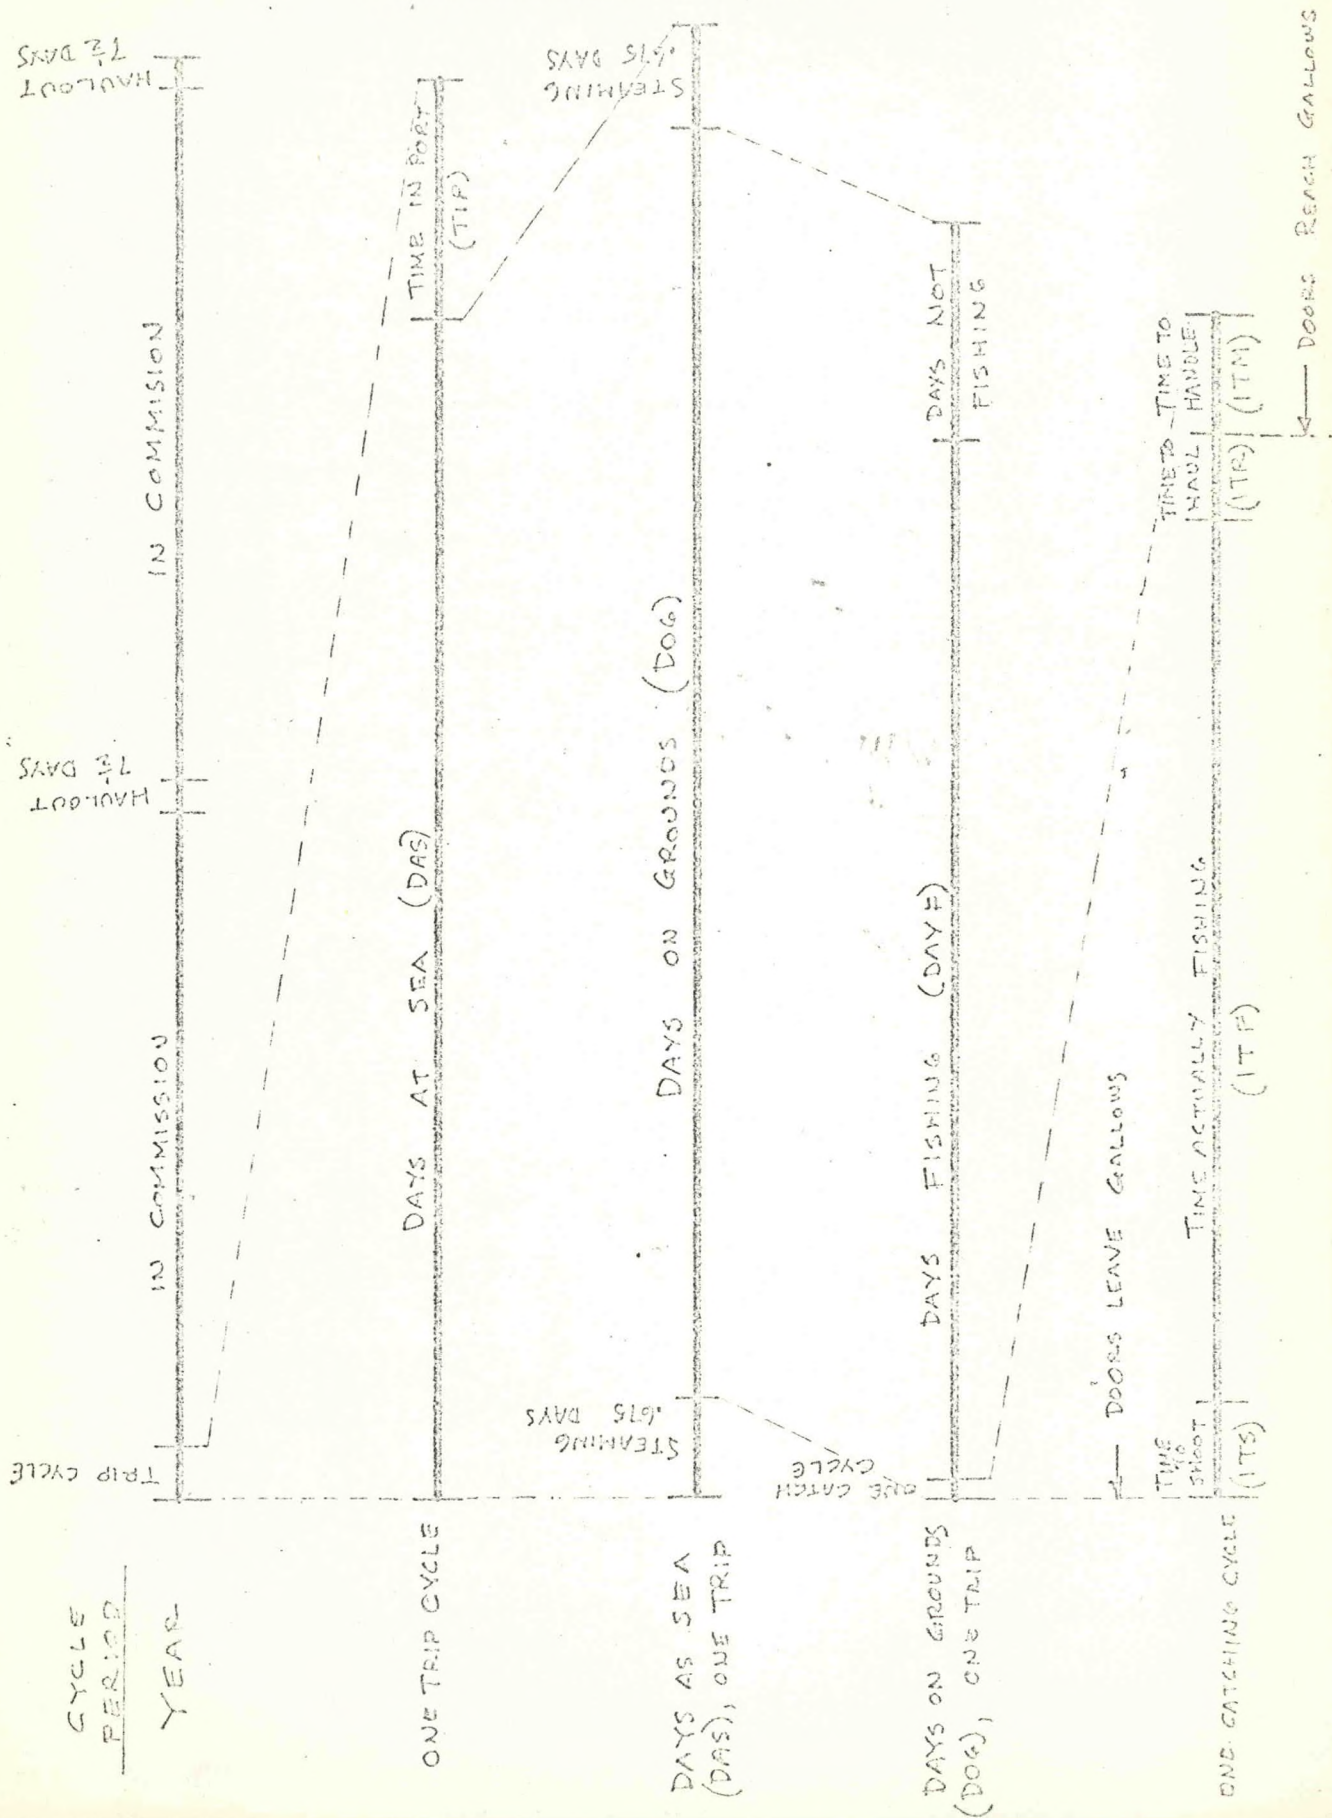 CYCLE
PERIOD
YEAR
TRIP CYCLE
IN COMMISSION
HAULOUT
7½ DAYS
IN COMMISION
HAULOUT
7½ DAYS
ONE TRIP CYCLE
DAYS AT SEA (DAS)
TIME IN PORT
(TIP)
DAYS AS SEA
(DAS), ONE TRIP
STEAMING
.675 DAYS
DAYS ON GROUNDS (DOG)
STEAMING
.675 DAYS
DAYS ON GROUNDS
(DOG), ONE TRIP
ONE CATCH
CYCLE
DAYS FISHING (DAYF)
DAYS NOT
FISHING
DOORS LEAVE GALLOWS
ONE CATCHING CYCLE
TIME
TO
SHOOT
(ITS)
TIME ACTUALLY FISHING
(ITF)
TIME TO
HAUL
(ITR)
TIME TO
HANDLE
(ITM)
DOORS REACH GALLOWS